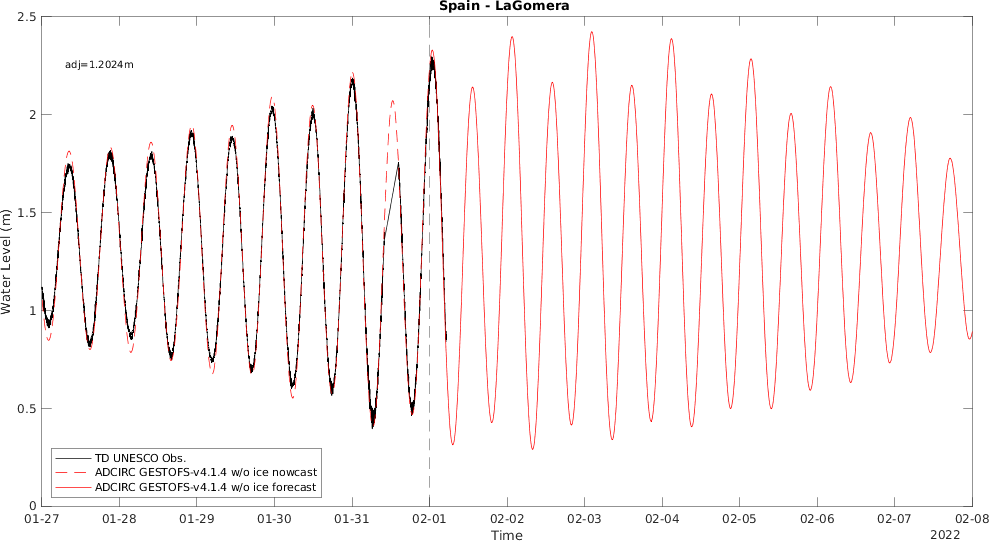 Spain - LaGomera
adj=1.2024m
Water Level (m)
2.5
2
1.5
1
0.5
0
TD UNESCO Obs.
ADCIRC GESTOFS-v4.1.4 w/o ice nowcast
ADCIRC GESTOFS-v4.1.4 w/o ice forecast
01-27 01-28 01-29 01-30 01-31 02-01 02-02 02-03 02-04 02-05 02-06 02-07 02-08
Time
2022